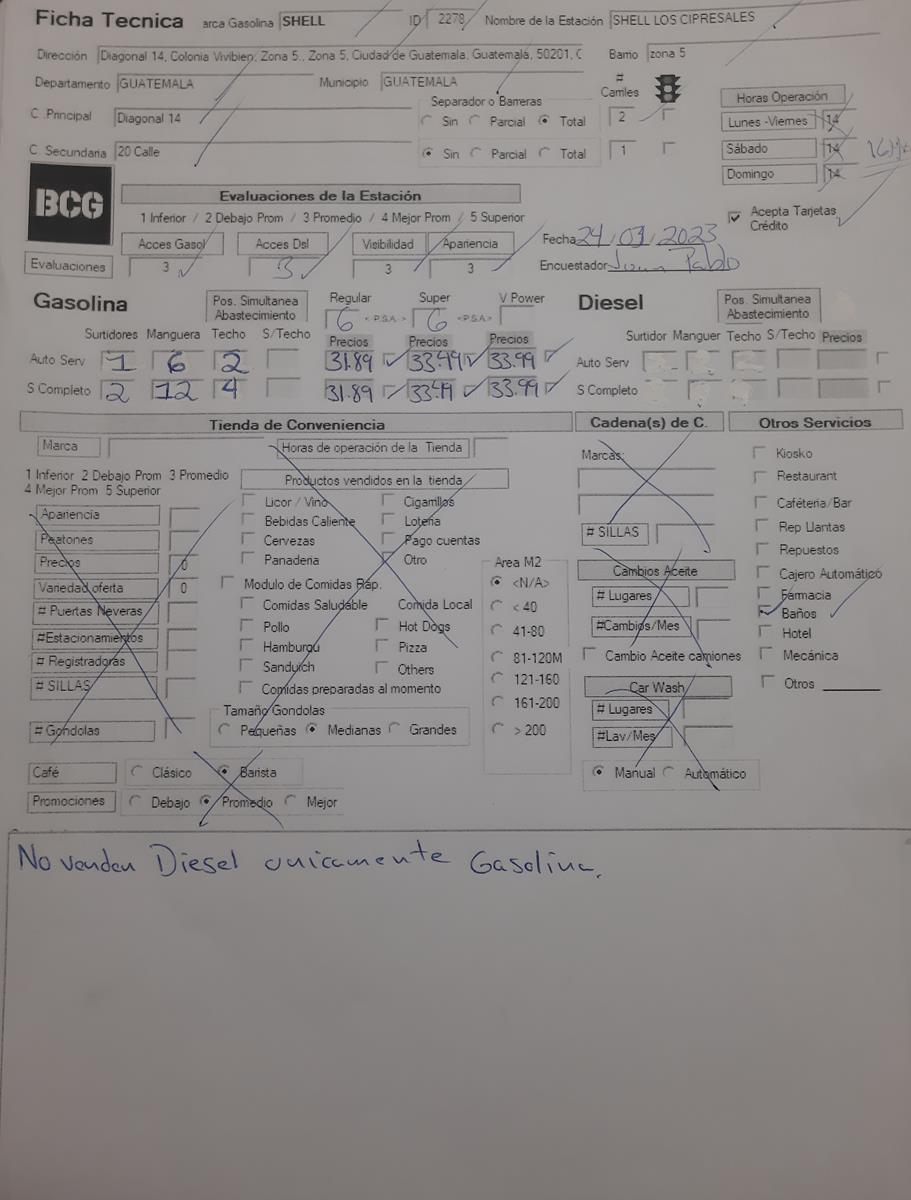 Ficha Tecnica arca Gasolina SHELL ID 2278 Nombre de la Estación SHELL LOS CIPRESALES
Dirección Diagonal 14, Colonia Vivibien, Zona 5., Zona 5, Ciudad de Guatemala, Guatemala, 50201, C Barrio zona 5
Departamento GUATEMALA Municipio GUATEMALA # Carriles
C .Principal Diagonal 14 Separador o Barreras Sin Parcial Total 2
C. Secundaria 20 Calle Sin Parcial Total 1
Horas Operación
Lunes -Viernes 14
Sábado 14
Domingo 14
BCG
Evaluaciones de la Estación
1 Inferior / 2 Debajo Prom / 3 Promedio / 4 Mejor Prom / 5 Superior
Acces Gasol Acces Dsl Visibilidad Apariencia
Evaluaciones 3 3 3 3
Acepta Tarjetas Crédito
Fecha 24/01/2023
Encuestador Juan Pablo
Gasolina Pos. Simultanea Abastecimiento Regular Super V Power
6 < P.S.A. > 6 <P.S.A>
Surtidores Manguera Techo S/Techo Precios Precios Precios
Auto Serv 1 6 2 31.89 33.49 33.99
S Completo 2 12 4 31.89 33.49 33.99
Diesel Pos. Simultanea Abastecimiento
Surtidor Manguer Techo S/Techo Precios
Auto Serv
S Completo
Tienda de Conveniencia
Marca Horas de operación de la Tienda
1 Inferior 2 Debajo Prom 3 Promedio
4 Mejor Prom 5 Superior
Apariencia
Peatones
Precios 0
Variedad oferta 0
# Puertas Neveras
#Estacionamientos
# Registradoras
# SILLAS
# Gondolas
Productos vendidos en la tienda
Licor / Vino Cigarrillos
Bebidas Caliente Loteria
Cervezas Pago cuentas
Panaderia Otro
Modulo de Comidas Rap.
Comidas Saludable Comida Local
Pollo Hot Dogs
Hamburgu Pizza
Sandwich Others
Comidas preparadas al momento
Tamaño Gondolas
Pequeñas Medianas Grandes
Area M2
<N/A>
< 40
41-80
81-120M
121-160
161-200
> 200
Café Clásico Barista
Promociones Debajo Promedio Mejor
Cadena(s) de C.
Marcas:
# SILLAS
Cambios Aceite
# Lugares
#Cambios/Mes
Cambio Aceite camiones
Car Wash
# Lugares
#Lav/Mes
Manual Automático
Otros Servicios
Kiosko
Restaurant
Caféteria/Bar
Rep Llantas
Repuestos
Cajero Automático
Farmacia
Baños
Hotel
Mecánica
Otros
No venden Diesel unicamente Gasolina.